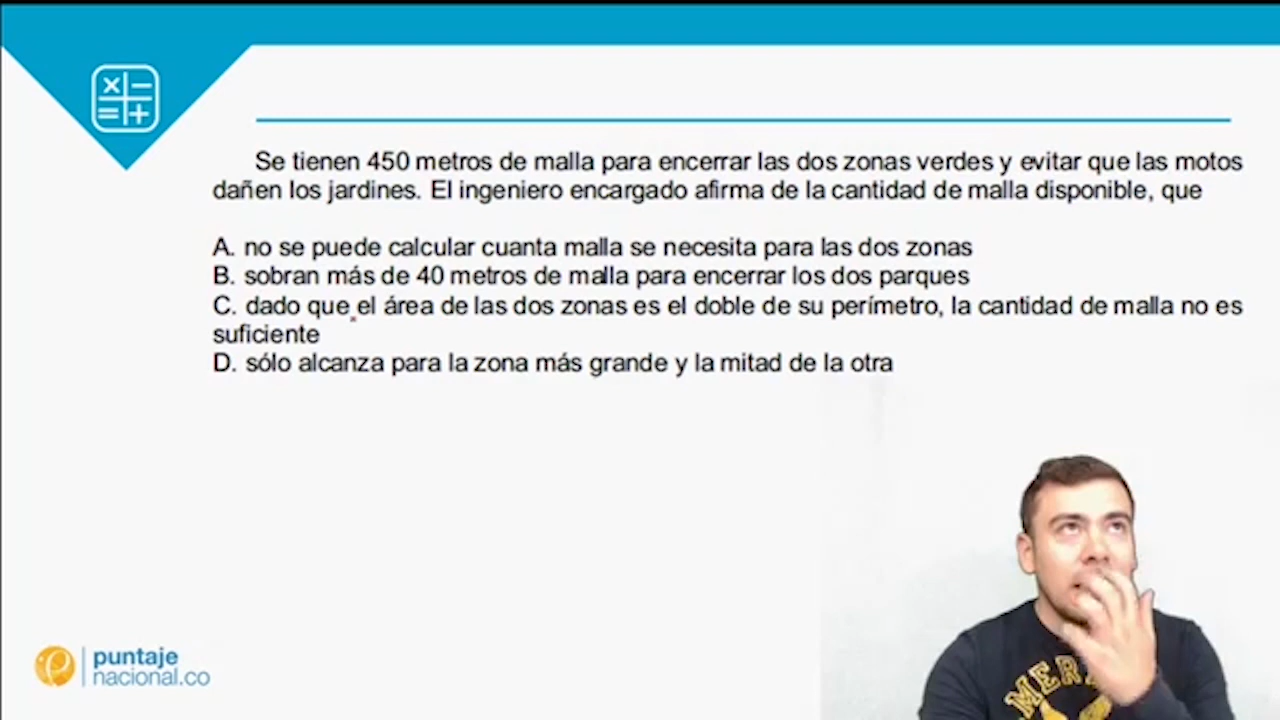 Se tienen 450 metros de malla para encerrar las dos zonas verdes y evitar que las motos
dañen los jardines. El ingeniero encargado afirma de la cantidad de malla disponible, que
A. no se puede calcular cuanta malla se necesita para las dos zonas
B. sobran más de 40 metros de malla para encerrar los dos parques
C. dado que el área de las dos zonas es el doble de su perímetro, la cantidad de malla no es
suficiente
D. sólo alcanza para la zona más grande y la mitad de la otra
puntaje
nacional.co